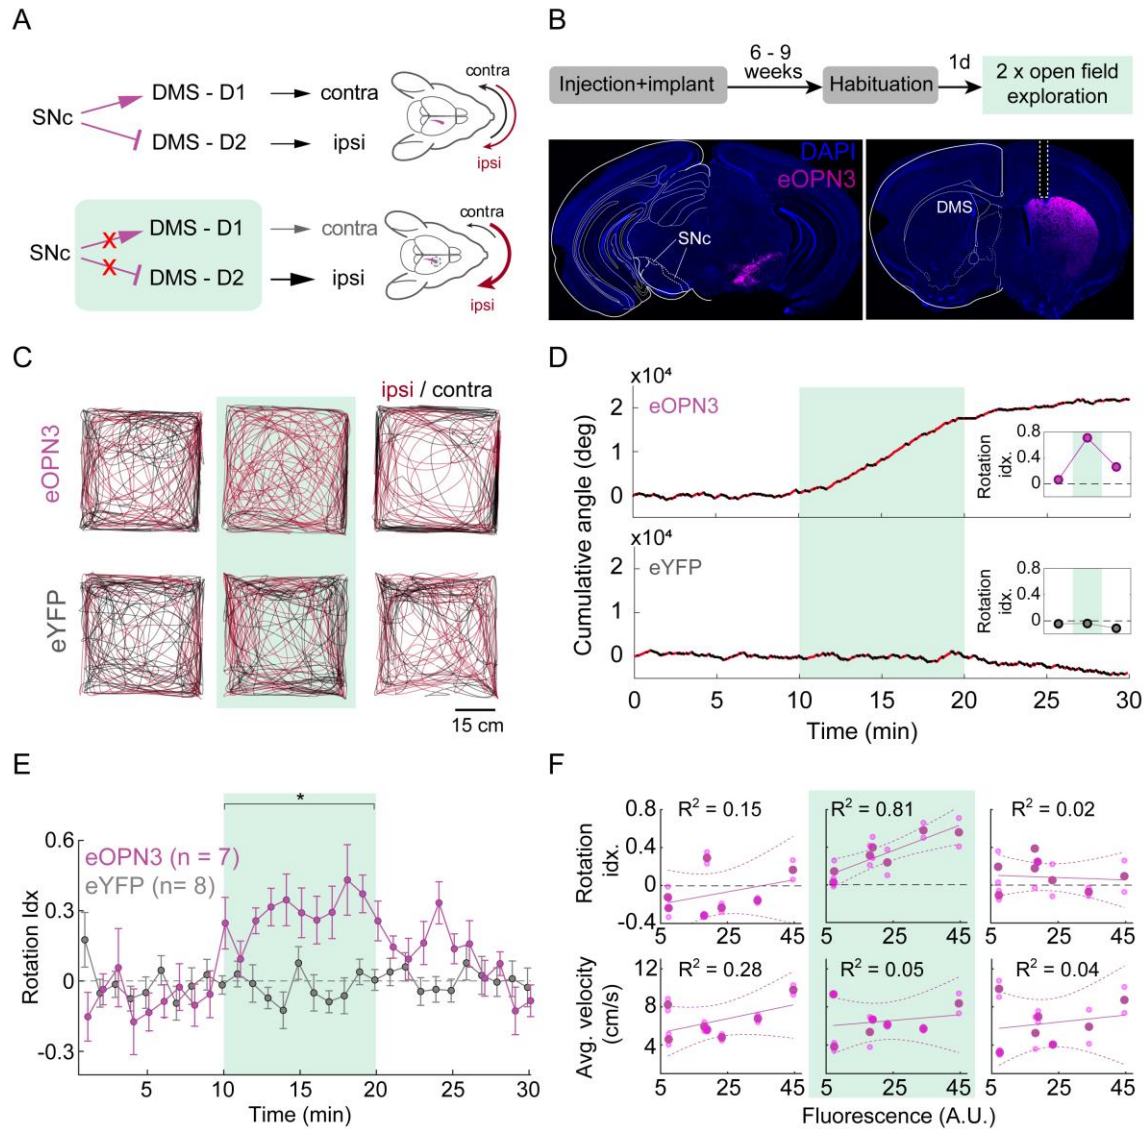 A
SNc
DMS - D1
contra
DMS - D2
ipsi
contra
ipsi
SNc
X
DMS - D1
contra
X
DMS - D2
ipsi
contra
ipsi
B
Injection+implant
6 - 9
weeks
Habituation
1d
2 x open field
exploration
DAPI
eOPN3
SNc
DMS
C
ipsi / contra
eOPN3
eYFP
15 cm
D
Cumulative angle (deg)
x10⁴
eOPN3
2
1
0
Rotation
idx.
0.8
0.4
0
x10⁴
eYFP
2
1
0
Rotation
idx.
0.8
0.4
0
0 5 10 15 20 25 30
Time (min)
E
*
eOPN3 (n = 7)
eYFP (n= 8)
Rotation Idx
0.6
0.3
0
-0.3
5 10 15 20 25 30
Time (min)
F
Rotation
idx.
0.8
0.4
0
-0.4
R² = 0.15
R² = 0.81
R² = 0.02
5 25 45
5 25 45
5 25 45
Avg. velocity
(cm/s)
12
8
4
R² = 0.28
R² = 0.05
R² = 0.04
5 25 45
5 25 45
5 25 45
Fluorescence (A.U.)